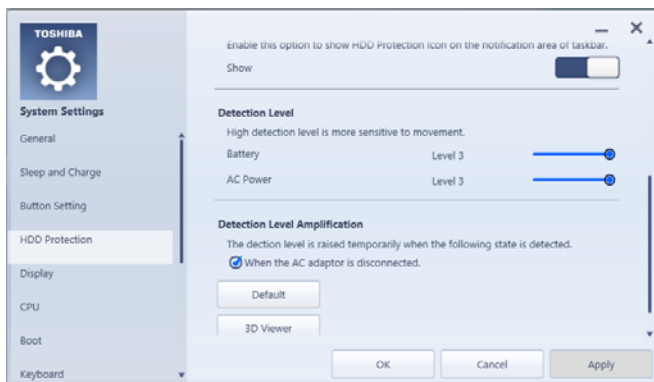 TOSHIBA
System Settings
General
Sleep and Charge
Button Setting
HDD Protection
Display
CPU
Boot
Keyboard
Enable this option to show HDD Protection icon on the notification area of taskbar.
Show
Detection Level
High detection level is more sensitive to movement.
Battery Level 3
AC Power Level 3
Detection Level Amplification
The dection level is raised temporarily when the following state is detected.
When the AC adaptor is disconnected.
Default
3D Viewer
OK Cancel Apply